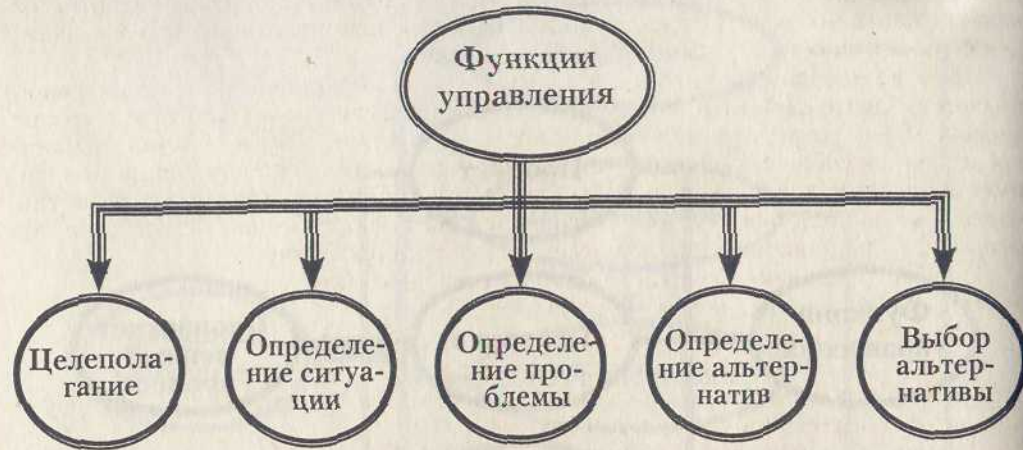 Функции
управления
Целепола-
гание
Определе-
ние ситуа-
ции
Определе-
ние про-
блемы
Определе-
ние альтер-
натив
Выбор
альтер-
нативы